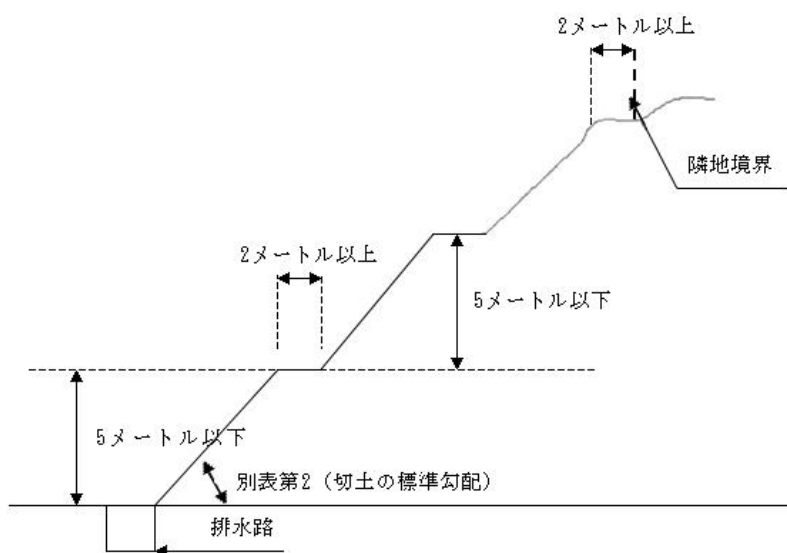 2メートル以上
隣地境界
2メートル以上
5メートル以下
5メートル以下
別表第2（切土の標準勾配）
排水路